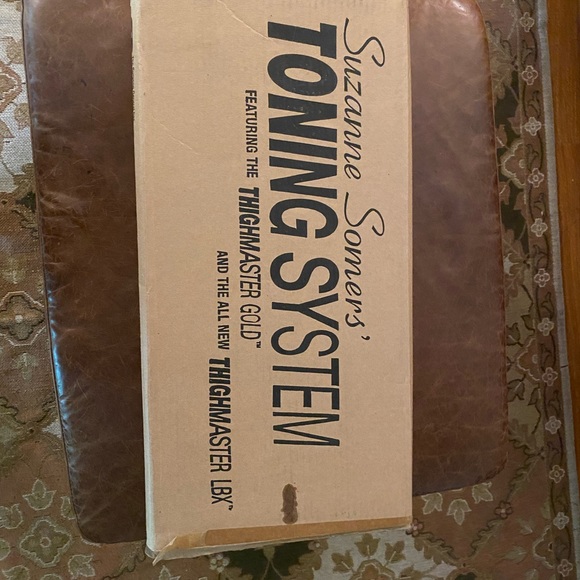 Suzanne Somers'
TONING SYSTEM
FEATURING THE THIGHMASTER GOLD™
AND THE ALL NEW THIGHMASTER LBX™